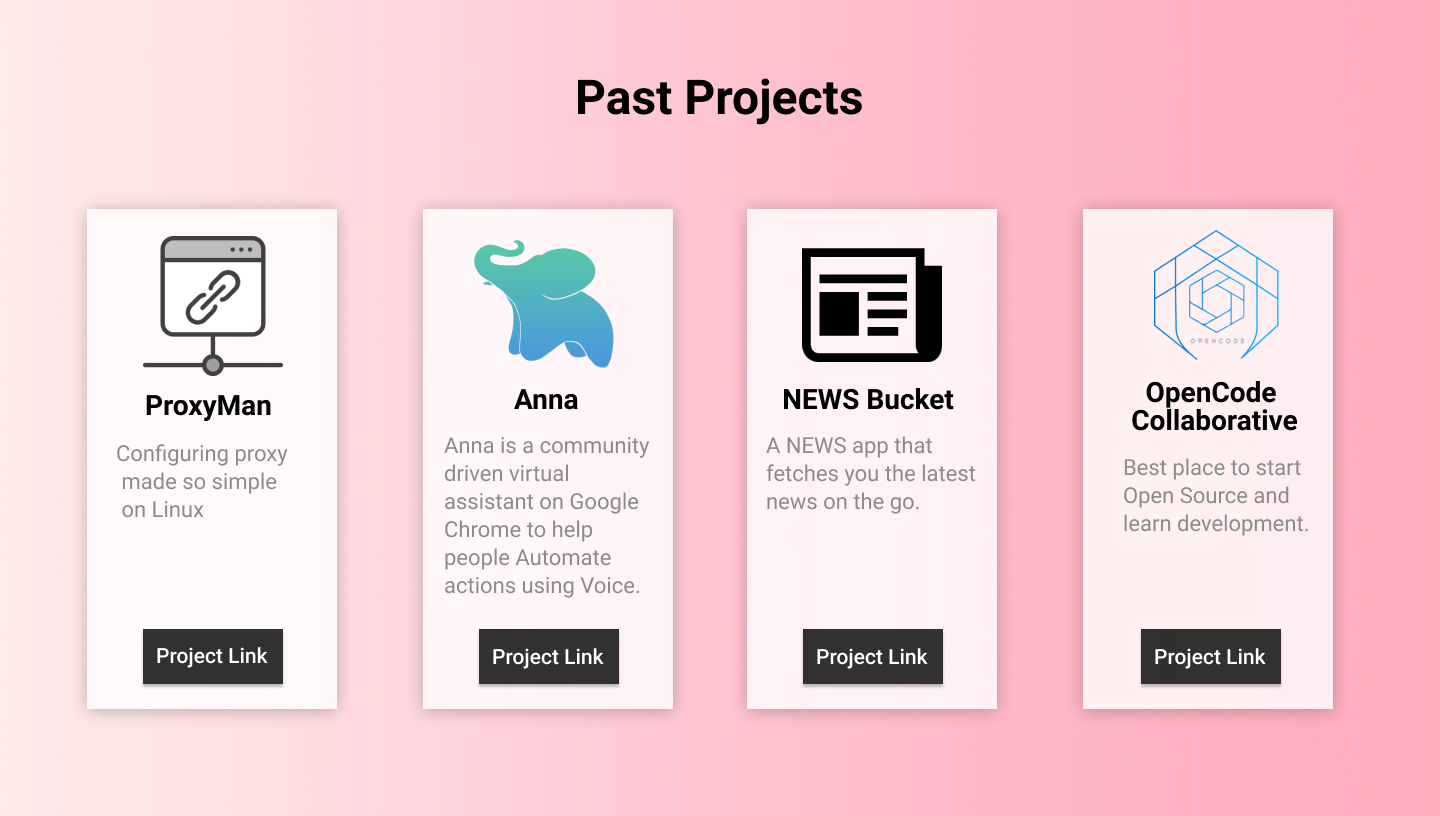 Past Projects
ProxyMan
Configuring proxy
made so simple
on Linux
Project Link
Anna
Anna is a community
driven virtual
assistant on Google
Chrome to help
people Automate
actions using Voice.
Project Link
NEWS Bucket
A NEWS app that
fetches you the latest
news on the go.
Project Link
OPENCODE
OpenCode
Collaborative
Best place to start
Open Source and
learn development.
Project Link